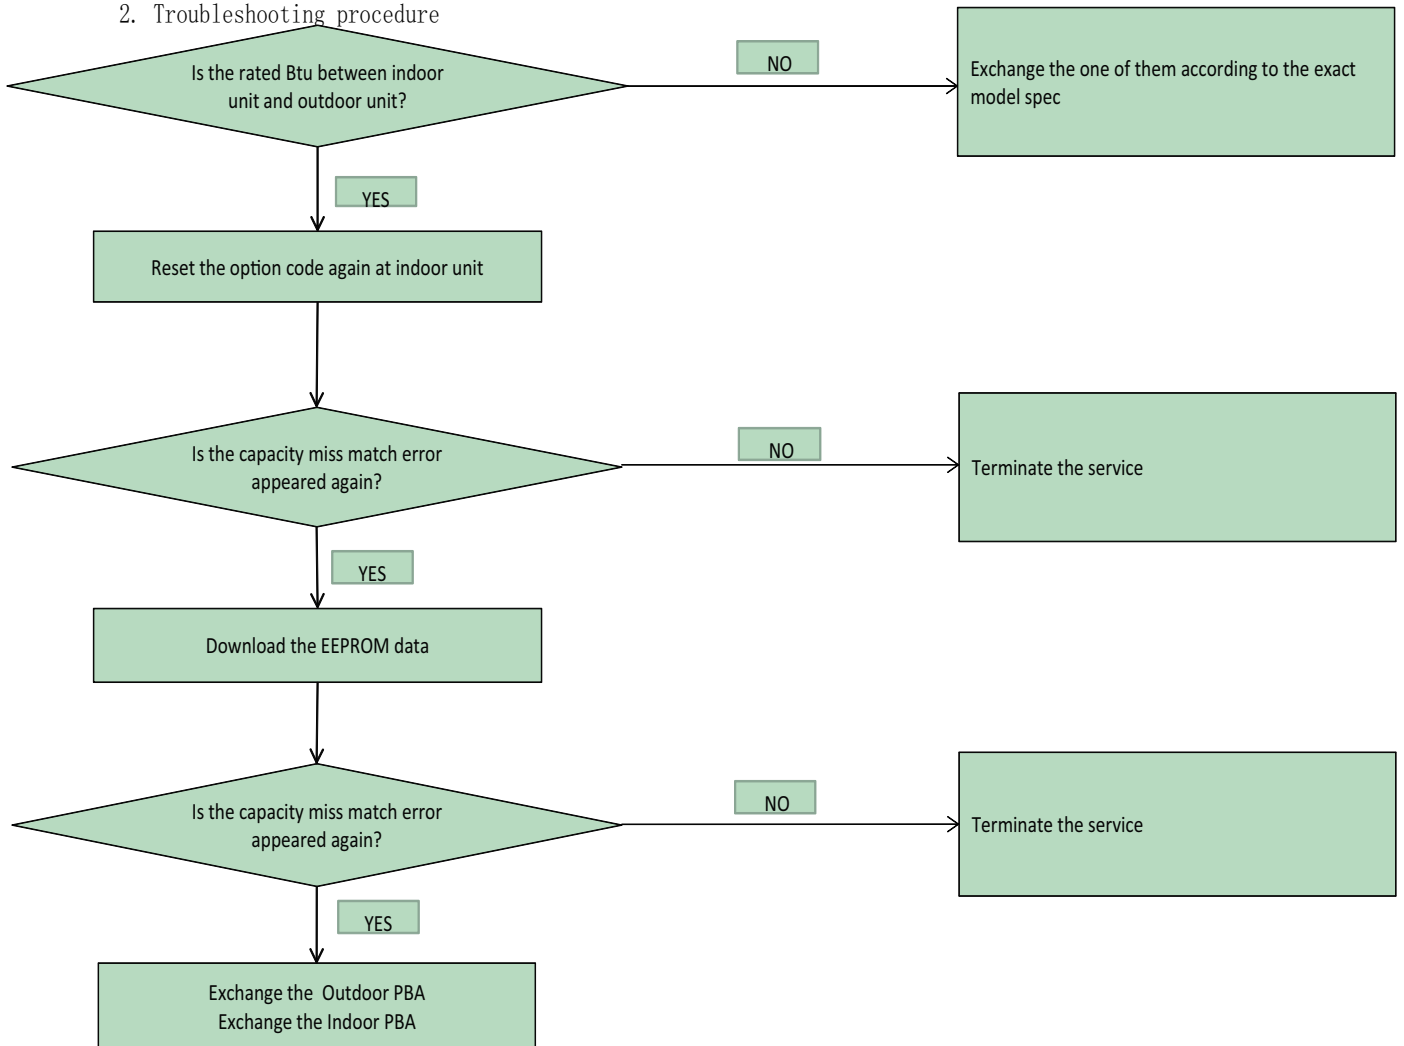 2. Troubleshooting procedure
Is the rated Btu between indoor
unit and outdoor unit?
NO
Exchange the one of them according to the exact
model spec
YES
Reset the option code again at indoor unit
Is the capacity miss match error
appeared again?
NO
Terminate the service
YES
Download the EEPROM data
Is the capacity miss match error
appeared again?
NO
Terminate the service
YES
Exchange the  Outdoor PBA
Exchange the Indoor PBA